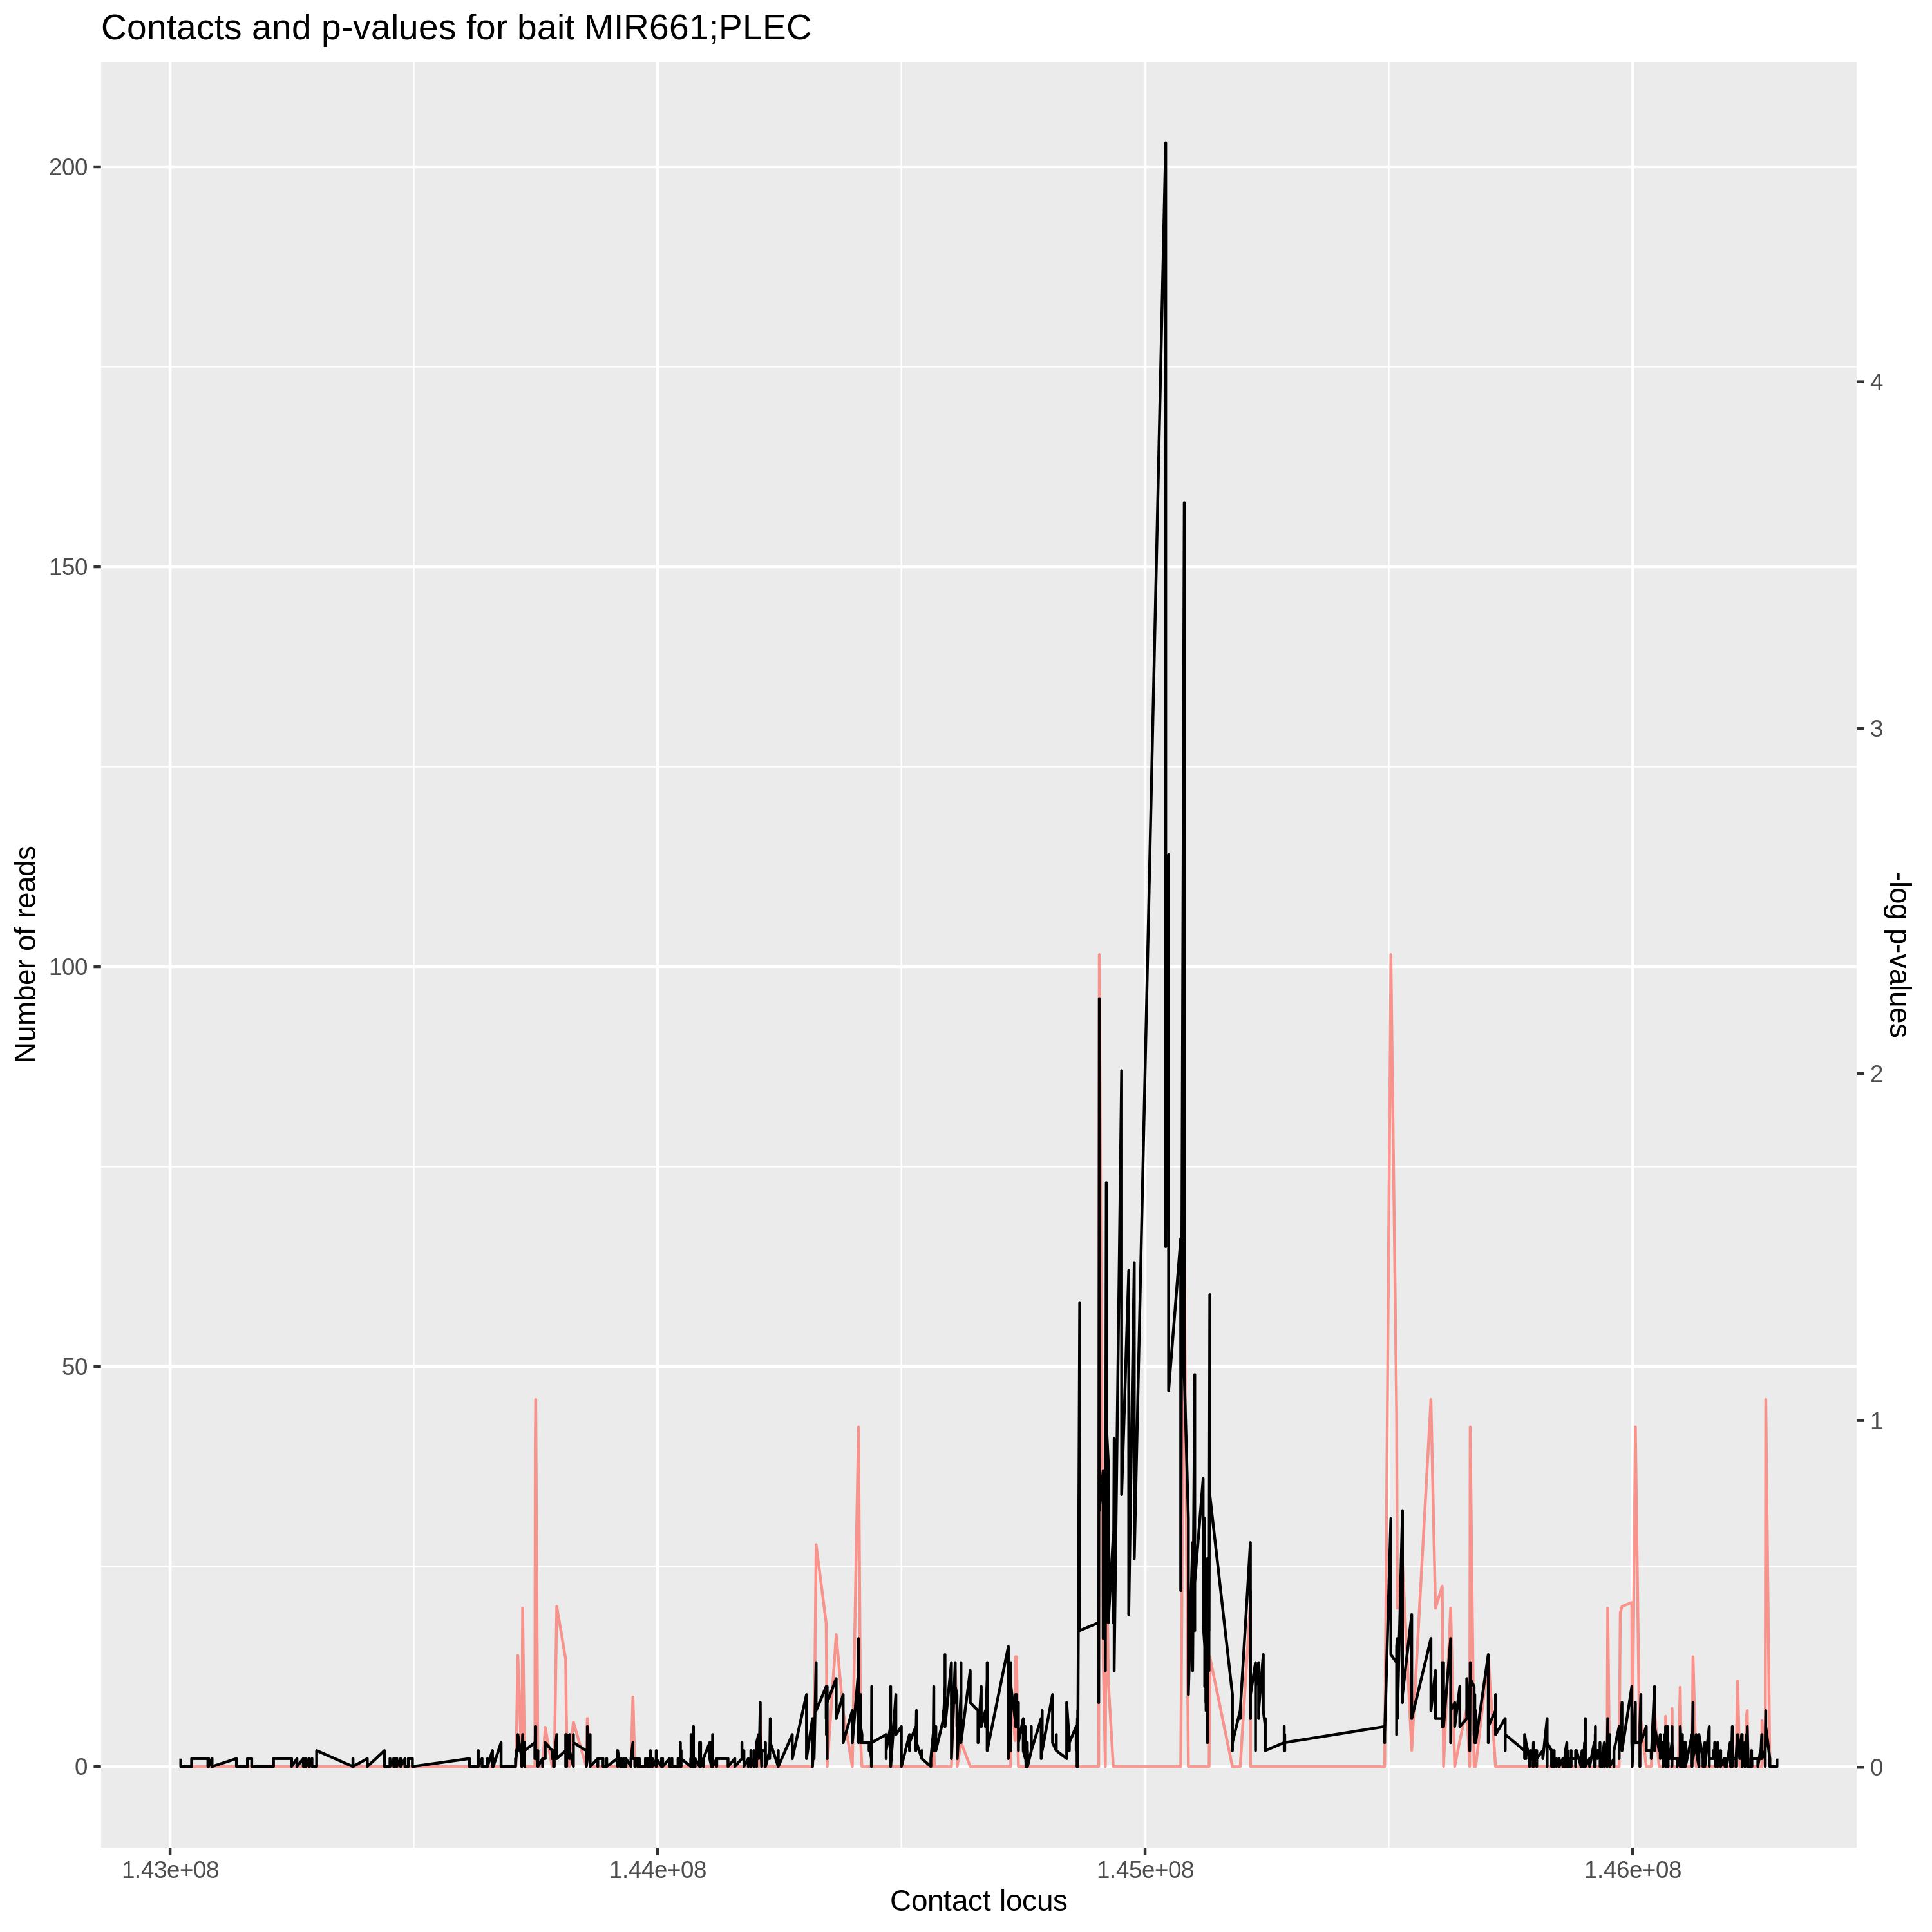 Contacts and p-values for bait MIR661;PLEC
200
150
100
50
0
Number of reads
4
3
2
1
0
-log p-values
1.43e+08 1.44e+08 1.45e+08 1.46e+08
Contact locus